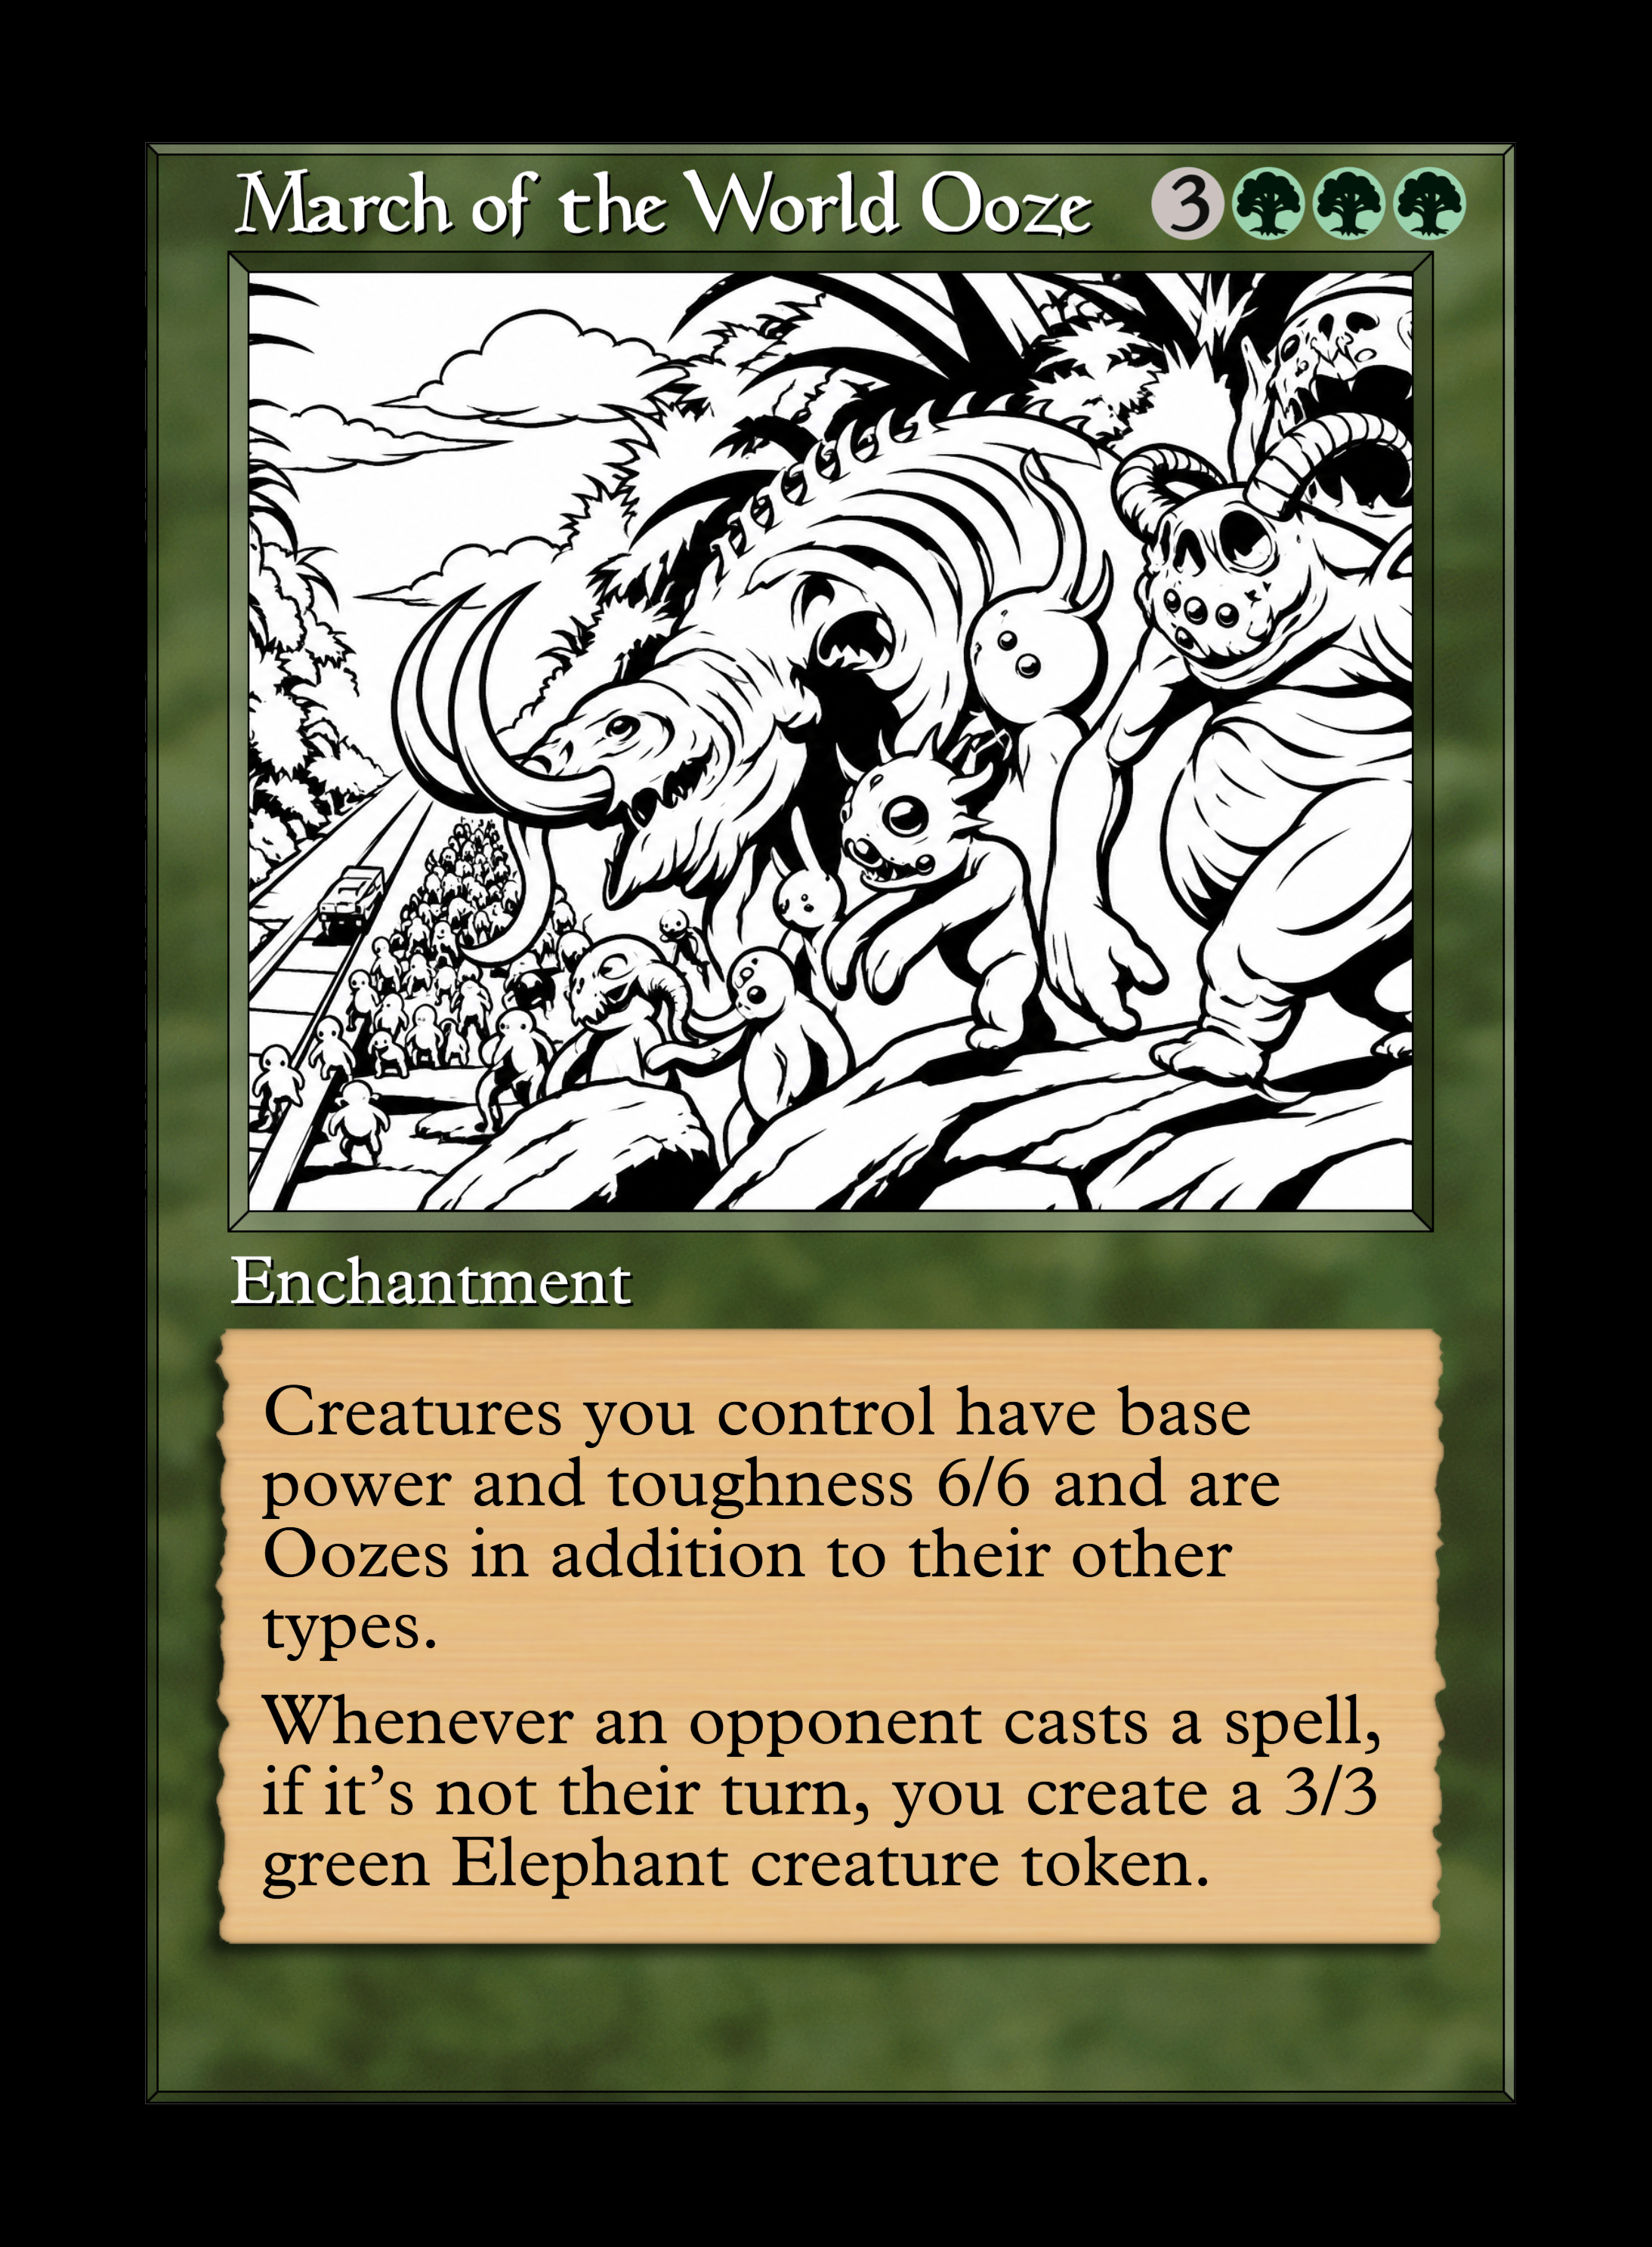 March of the World Ooze 3
Enchantment
Creatures you control have base
power and toughness 6/6 and are
Oozes in addition to their other
types.
Whenever an opponent casts a spell,
if it’s not their turn, you create a 3/3
green Elephant creature token.